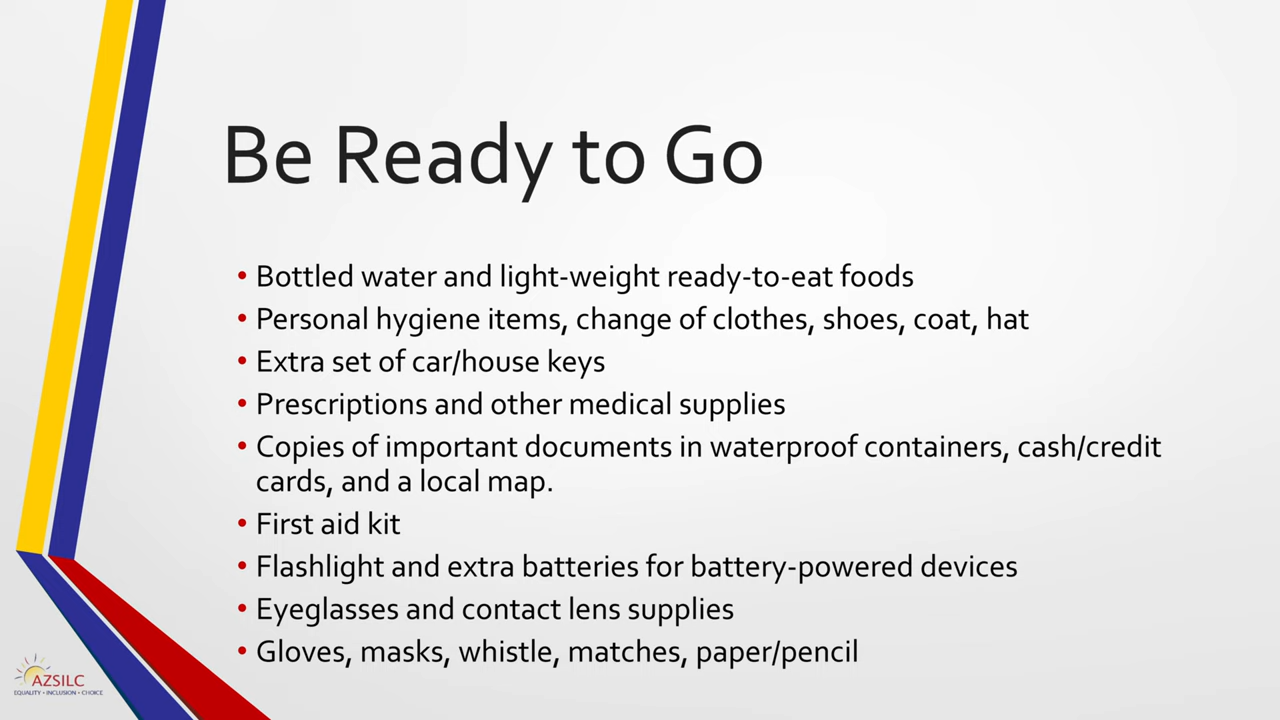 Be Ready to Go
• Bottled water and light-weight ready-to-eat foods
• Personal hygiene items, change of clothes, shoes, coat, hat
• Extra set of car/house keys
• Prescriptions and other medical supplies
• Copies of important documents in waterproof containers, cash/credit
cards, and a local map.
• First aid kit
• Flashlight and extra batteries for battery-powered devices
• Eyeglasses and contact lens supplies
• Gloves, masks, whistle, matches, paper/pencil
AZSILC
EQUALITY • INCLUSION • CHOICE